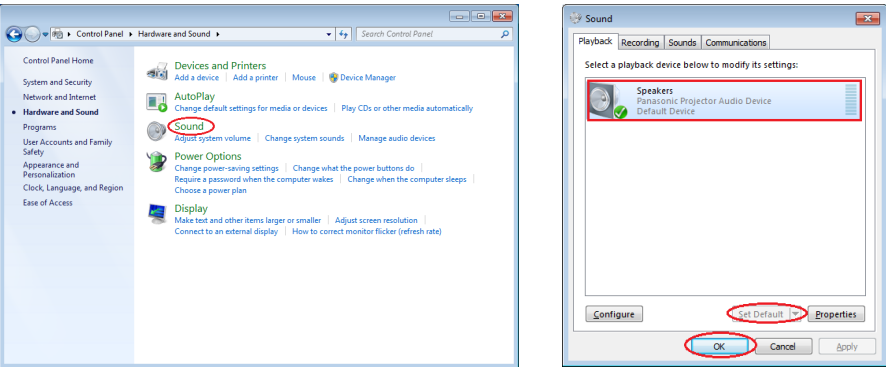 Control Panel ▸ Hardware and Sound ▸
Search Control Panel
Control Panel Home
System and Security
Network and Internet
Hardware and Sound
Programs
User Accounts and Family
Safety
Appearance and
Personalization
Clock, Language, and Region
Ease of Access
Devices and Printers
Add a device | Add a printer | Mouse | Device Manager
AutoPlay
Change default settings for media or devices | Play CDs or other media automatically
Sound
Adjust system volume | Change system sounds | Manage audio devices
Power Options
Change power-saving settings | Change what the power buttons do |
Require a password when the computer wakes | Change when the computer sleeps |
Choose a power plan
Display
Make text and other items larger or smaller | Adjust screen resolution |
Connect to an external display | How to correct monitor flicker (refresh rate)
Sound
Playback Recording Sounds Communications
Select a playback device below to modify its settings:
Speakers
Panasonic Projector Audio Device
Default Device
Configure Set Default Properties
OK Cancel Apply